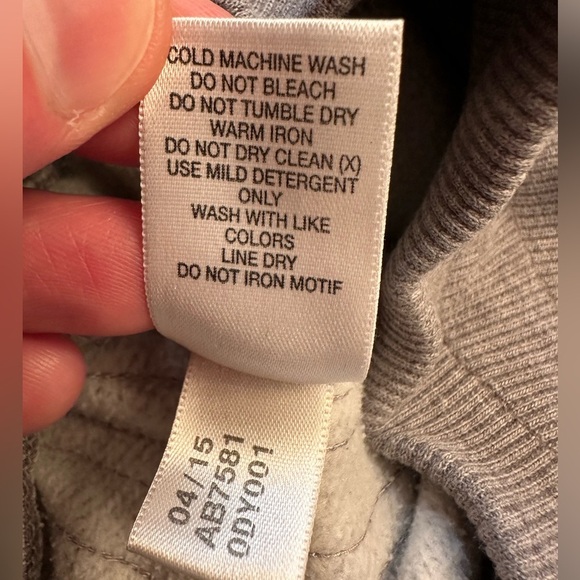 COLD MACHINE WASH
DO NOT BLEACH
DO NOT TUMBLE DRY
WARM IRON
DO NOT DRY CLEAN (X)
USE MILD DETERGENT
ONLY
WASH WITH LIKE
COLORS
LINE DRY
DO NOT IRON MOTIF
04/15
AB7581
0DY001